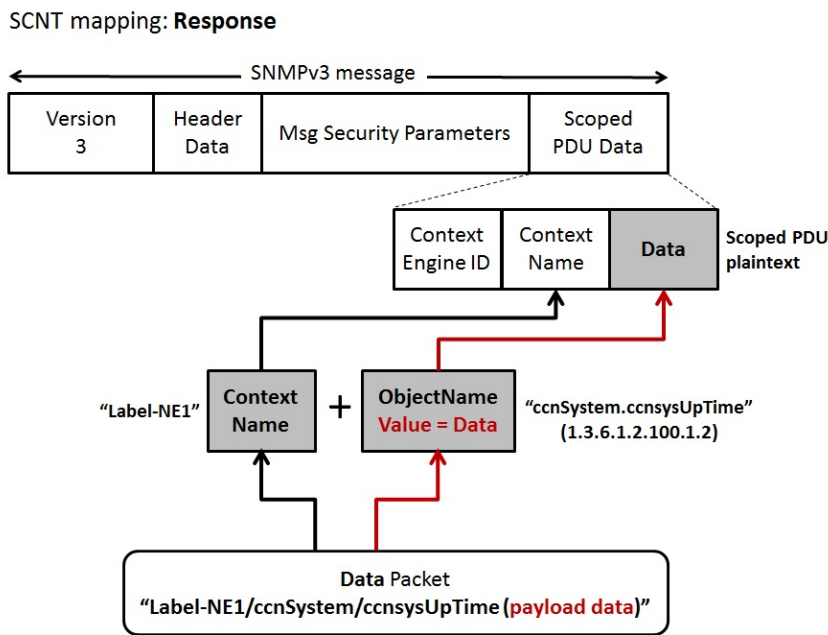 SCNT mapping: Response
SNMPv3 message
Version
3
Header
Data
Msg Security Parameters
Scoped
PDU Data
Context
Engine ID
Context
Name
Data
Scoped PDU
plaintext
"Label-NE1"
Context
Name
+
ObjectName
Value = Data
"ccnSystem.ccnsysUpTime"
(1.3.6.1.2.100.1.2)
Data Packet
"Label-NE1/ccnSystem/ccnsysUpTime (payload data)"